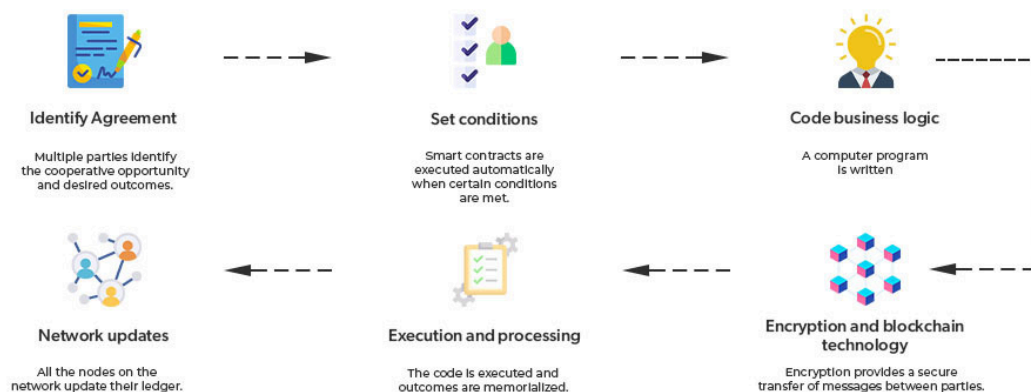 Identify Agreement
Multiple parties identify
the cooperative opportunity
and desired outcomes.
Set conditions
Smart contracts are
executed automatically
when certain conditions
are met.
Code business logic
A computer program
is written
Network updates
All the nodes on the
network update their ledger.
Execution and processing
The code is executed and
outcomes are memorialized.
Encryption and blockchain
technology
Encryption provides a secure
transfer of messages between parties.